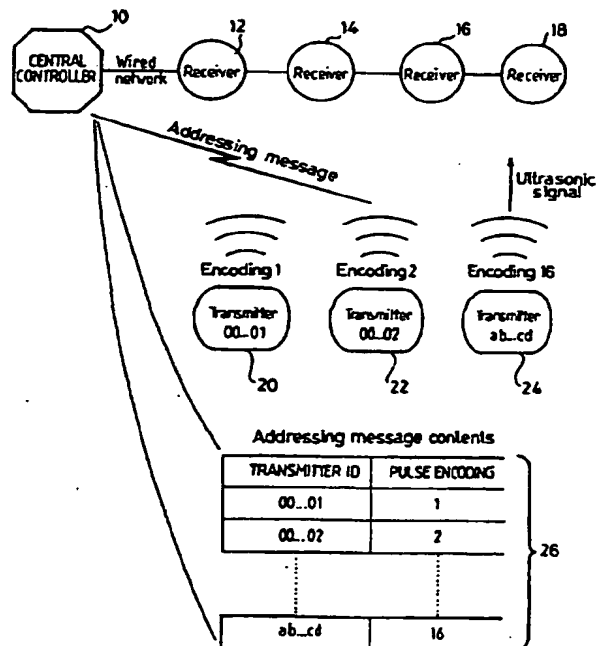 10
12
14
16
18
CENTRAL
CONTROLLER
Wired
network
Receiver
Receiver
Receiver
Receiver
Addressing message
Ultrasonic
signal
Encoding 1
Encoding 2
Encoding 16
Transmitter
00...01
Transmitter
00...02
Transmitter
ab...cd
20
22
24
Addressing message contents
TRANSMITTER ID PULSE ENCODING
00...01 1
00...02 2
26
ab...cd 16